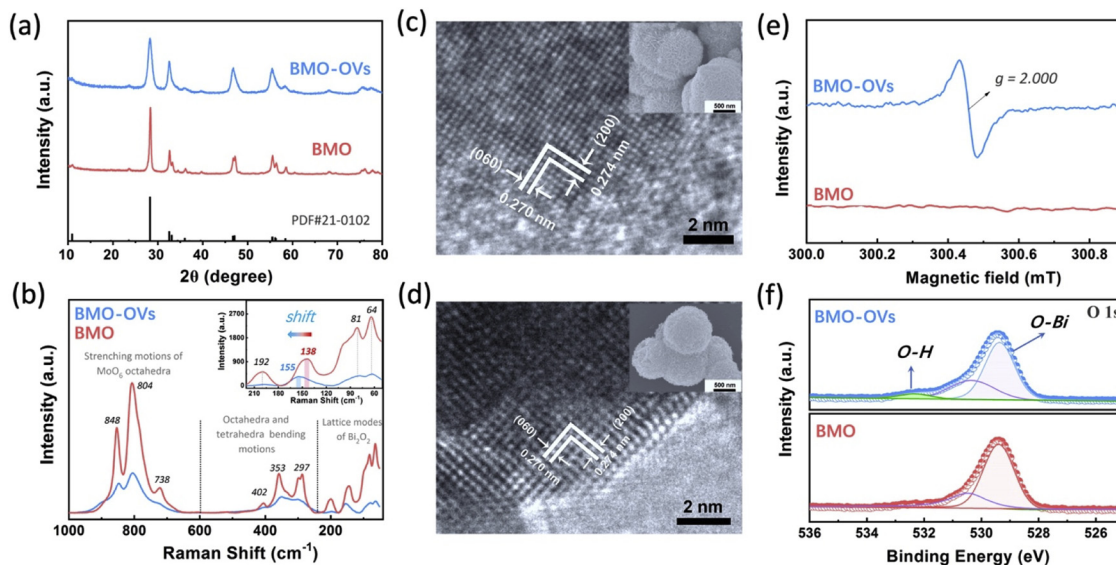 (a)
Intensity (a.u.)
BMO-OVs
BMO
PDF#21-0102
10 20 30 40 50 60 70 80
2θ (degree)
(b)
Intensity (a.u.)
BMO-OVs
BMO
Strenching motions of
MoO6 octahedra
804
848
738
Octahedra and
tetrahedra bending
motions
353
297
402
Lattice modes
of Bi2O2
1000 800 600 400 200
Raman Shift (cm-1)
2700
1800
900
0
Intensity (a.u.)
shift
192
155
138
81
64
210 180 150 120 90 60
Raman Shift (cm-1)
(c)
500 nm
(060)
(200)
0.270 nm
0.274 nm
2 nm
(d)
500 nm
(060)
(200)
0.270 nm
0.274 nm
2 nm
(e)
Intensity (a.u.)
BMO-OVs
g = 2.000
BMO
300.0 300.2 300.4 300.6 300.8
Magnetic field (mT)
(f)
Intensity (a.u.)
BMO-OVs
O 1s
O-H
O-Bi
BMO
536 534 532 530 528 526
Binding Energy (eV)